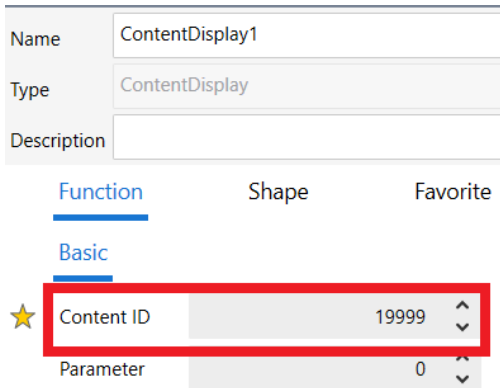 Name ContentDisplay1
Type ContentDisplay
Description
Function Shape Favorite
Basic
Content ID 19999
Parameter 0